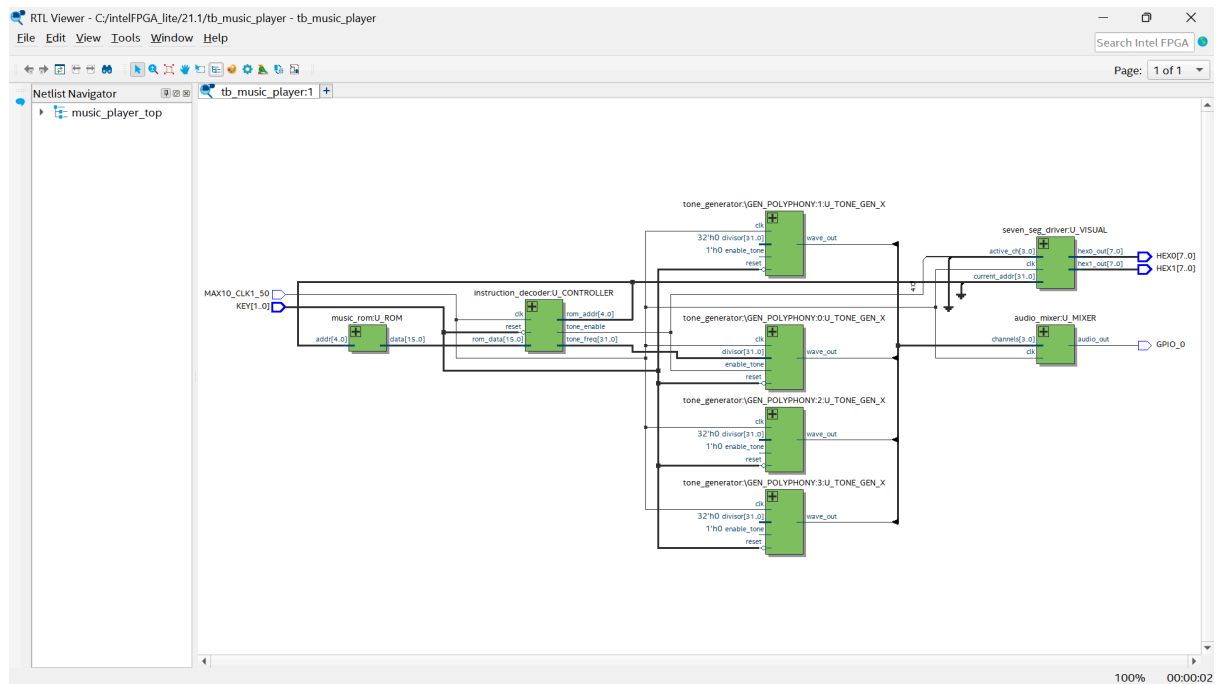 RTL Viewer - C:/intelFPGA_lite/21.1/tb_music_player - tb_music_player
File Edit View Tools Window Help
Search Intel FPGA
Page: 1 of 1
Netlist Navigator
tb_music_player:1
music_player_top
tone_generator:\GEN_POLYPHONY:1:U_TONE_GEN_X
clk
32'h0 divisor[31..0]
wave_out
1'h0 enable_tone
reset
seven_seg_driver:U_VISUAL
active_ch[3..0]
hex0_out[7..0]
HEX0[7..0]
clk
hex1_out[7..0]
HEX1[7..0]
current_addr[31..0]
4:0
MAX10_CLK1_50
KEY[1..0]
instruction_decoder:U_CONTROLLER
clk
rom_addr[4..0]
reset
tone_enable
rom_data[15..0]
tone_freq[31..0]
music_rom:U_ROM
addr[4..0]
data[15..0]
tone_generator:\GEN_POLYPHONY:0:U_TONE_GEN_X
clk
divisor[31..0]
wave_out
enable_tone
reset
audio_mixer:U_MIXER
channels[3..0]
audio_out
GPIO_0
clk
tone_generator:\GEN_POLYPHONY:2:U_TONE_GEN_X
clk
32'h0 divisor[31..0]
wave_out
1'h0 enable_tone
reset
tone_generator:\GEN_POLYPHONY:3:U_TONE_GEN_X
clk
32'h0 divisor[31..0]
wave_out
1'h0 enable_tone
reset
100% 00:00:02